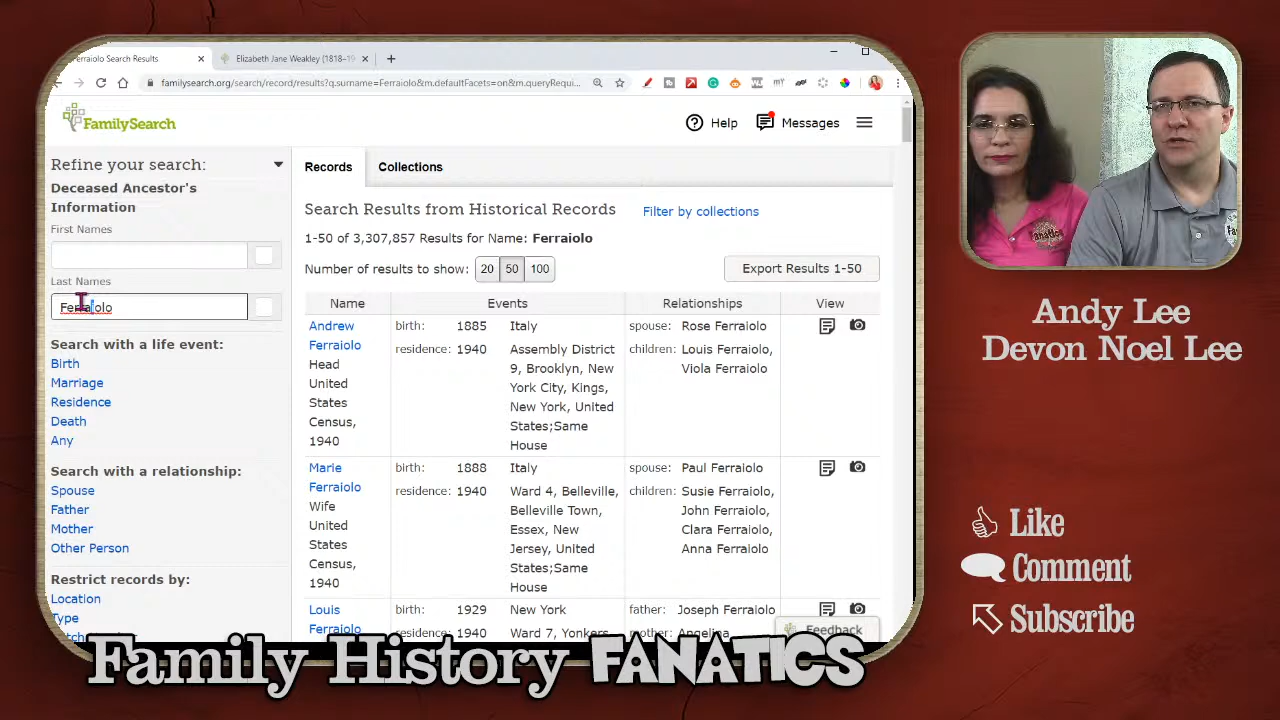 Ferraiolo Search Results
Elizabeth Jane Weakley (1818–19
familysearch.org/search/record/results?q.surname=Ferraiolo&m.defaultFacets=on&m.queryRequi...
FamilySearch
Help
Messages
Refine your search:
Deceased Ancestor's
Information
First Names
Last Names
Ferraiolo
Search with a life event:
Birth
Marriage
Residence
Death
Any
Search with a relationship:
Spouse
Father
Mother
Other Person
Restrict records by:
Location
Type
Records
Collections
Search Results from Historical Records
Filter by collections
1-50 of 3,307,857 Results for Name: Ferraiolo
Number of results to show: 20 50 100
Export Results 1-50
Name Events Relationships View
Andrew
Ferraiolo
Head
United
States
Census,
1940
birth: 1885 Italy
residence: 1940 Assembly District
9, Brooklyn, New
York City, Kings,
New York, United
States;Same
House
spouse: Rose Ferraiolo
children: Louis Ferraiolo,
Viola Ferraiolo
Marie
Ferraiolo
Wife
United
States
Census,
1940
birth: 1888 Italy
residence: 1940 Ward 4, Belleville,
Belleville Town,
Essex, New
Jersey, United
States;Same
House
spouse: Paul Ferraiolo
children: Susie Ferraiolo,
John Ferraiolo,
Clara Ferraiolo,
Anna Ferraiolo
Louis
Ferraiolo
birth: 1929 New York
residence: 1940 Ward 7, Yonkers
father: Joseph Ferraiolo
mother: Angelina
Feedback
Family History FANATICS
Andy Lee
Devon Noel Lee
Like
Comment
Subscribe